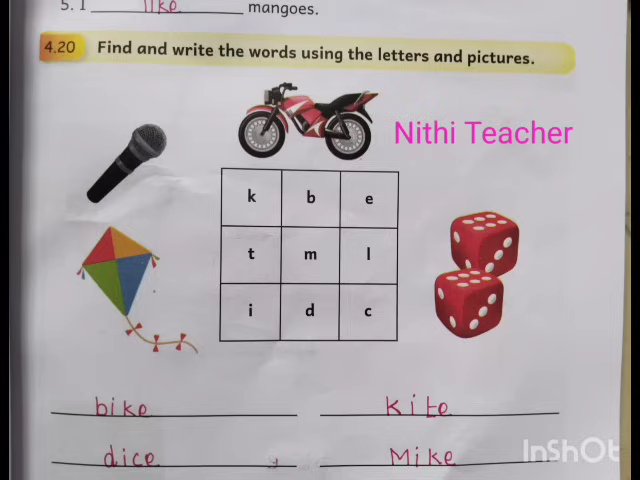 5. I like mangoes.
4.20 Find and write the words using the letters and pictures.
Nithi Teacher
k b e
t m l
i d c
bike Kite
dice Mike
InShOt